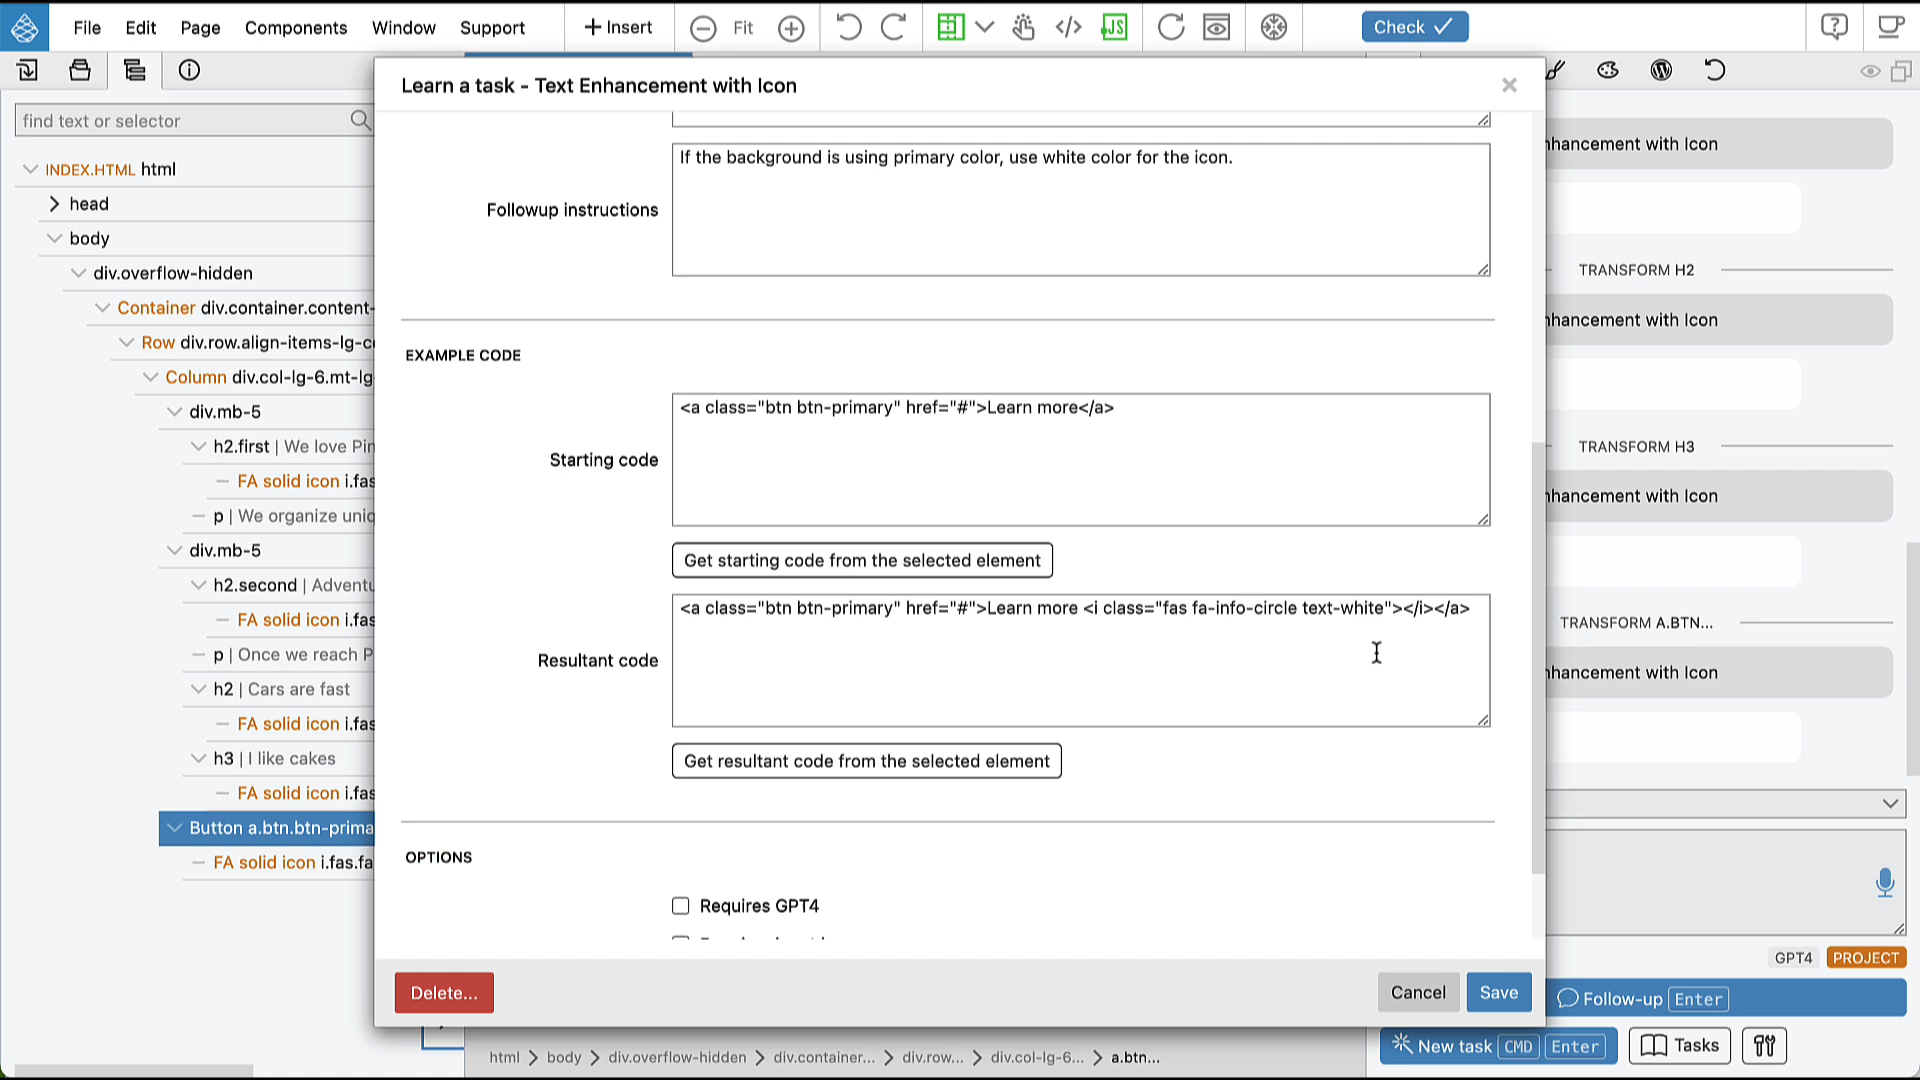 File Edit Page Components Window Support + Insert Fit JS Check ✓
find text or selector
INDEX.HTML html
head
body
div.overflow-hidden
Container div.container.content-
Row div.row.align-items-lg-c
Column div.col-lg-6.mt-lg
div.mb-5
h2.first | We love Pin
FA solid icon i.fas
p | We organize uniq
div.mb-5
h2.second | Adventu
FA solid icon i.fas
p | Once we reach P
h2 | Cars are fast
FA solid icon i.fas
h3 | I like cakes
FA solid icon i.fas
Button a.btn.btn-prima
FA solid icon i.fas.fa
Learn a task - Text Enhancement with Icon
Followup instructions
If the background is using primary color, use white color for the icon.
EXAMPLE CODE
Starting code
<a class="btn btn-primary" href="#">Learn more</a>
Get starting code from the selected element
Resultant code
<a class="btn btn-primary" href="#">Learn more <i class="fas fa-info-circle text-white"></i></a>
Get resultant code from the selected element
OPTIONS
Requires GPT4
Delete...
Cancel
Save
hancement with Icon
TRANSFORM H2
hancement with Icon
TRANSFORM H3
hancement with Icon
TRANSFORM A.BTN...
hancement with Icon
GPT4 PROJECT
Follow-up Enter
New task CMD Enter Tasks
html > body > div.overflow-hidden > div.container... > div.row... > div.col-lg-6... > a.btn...